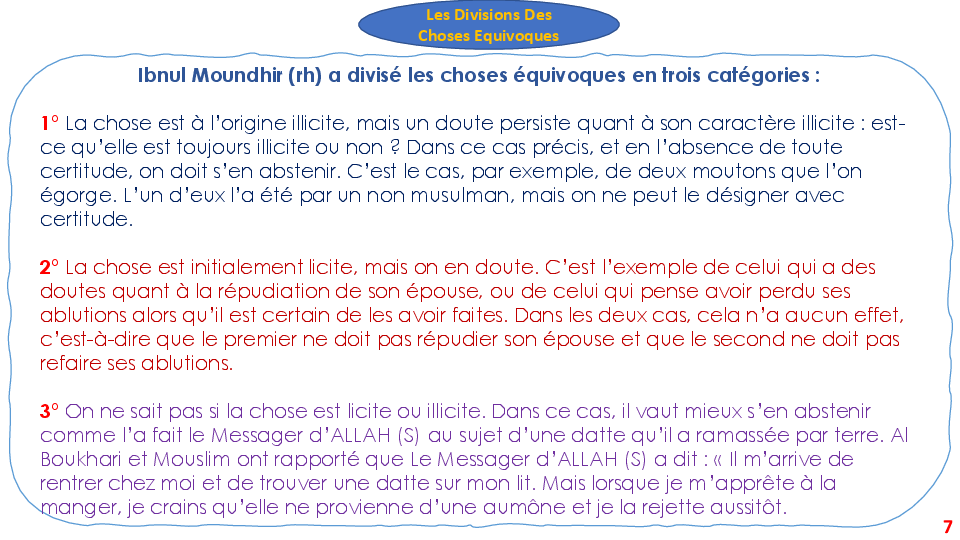 Les Divisions Des
Choses Equivoques
Ibnul Moundhir (rh) a divisé les choses équivoques en trois catégories :
1° La chose est à l’origine illicite, mais un doute persiste quant à son caractère illicite : est-
ce qu’elle est toujours illicite ou non ? Dans ce cas précis, et en l’absence de toute
certitude, on doit s’en abstenir. C’est le cas, par exemple, de deux moutons que l’on
égorge. L’un d’eux l’a été par un non musulman, mais on ne peut le désigner avec
certitude.
2° La chose est initialement licite, mais on en doute. C’est l’exemple de celui qui a des
doutes quant à la répudiation de son épouse, ou de celui qui pense avoir perdu ses
ablutions alors qu’il est certain de les avoir faites. Dans les deux cas, cela n’a aucun effet,
c’est-à-dire que le premier ne doit pas répudier son épouse et que le second ne doit pas
refaire ses ablutions.
3° On ne sait pas si la chose est licite ou illicite. Dans ce cas, il vaut mieux s’en abstenir
comme l’a fait le Messager d’ALLAH (S) au sujet d’une datte qu’il a ramassée par terre. Al
Boukhari et Mouslim ont rapporté que Le Messager d’ALLAH (S) a dit : « Il m’arrive de
rentrer chez moi et de trouver une datte sur mon lit. Mais lorsque je m’apprête à la
manger, je crains qu’elle ne provienne d’une aumône et je la rejette aussitôt.
7